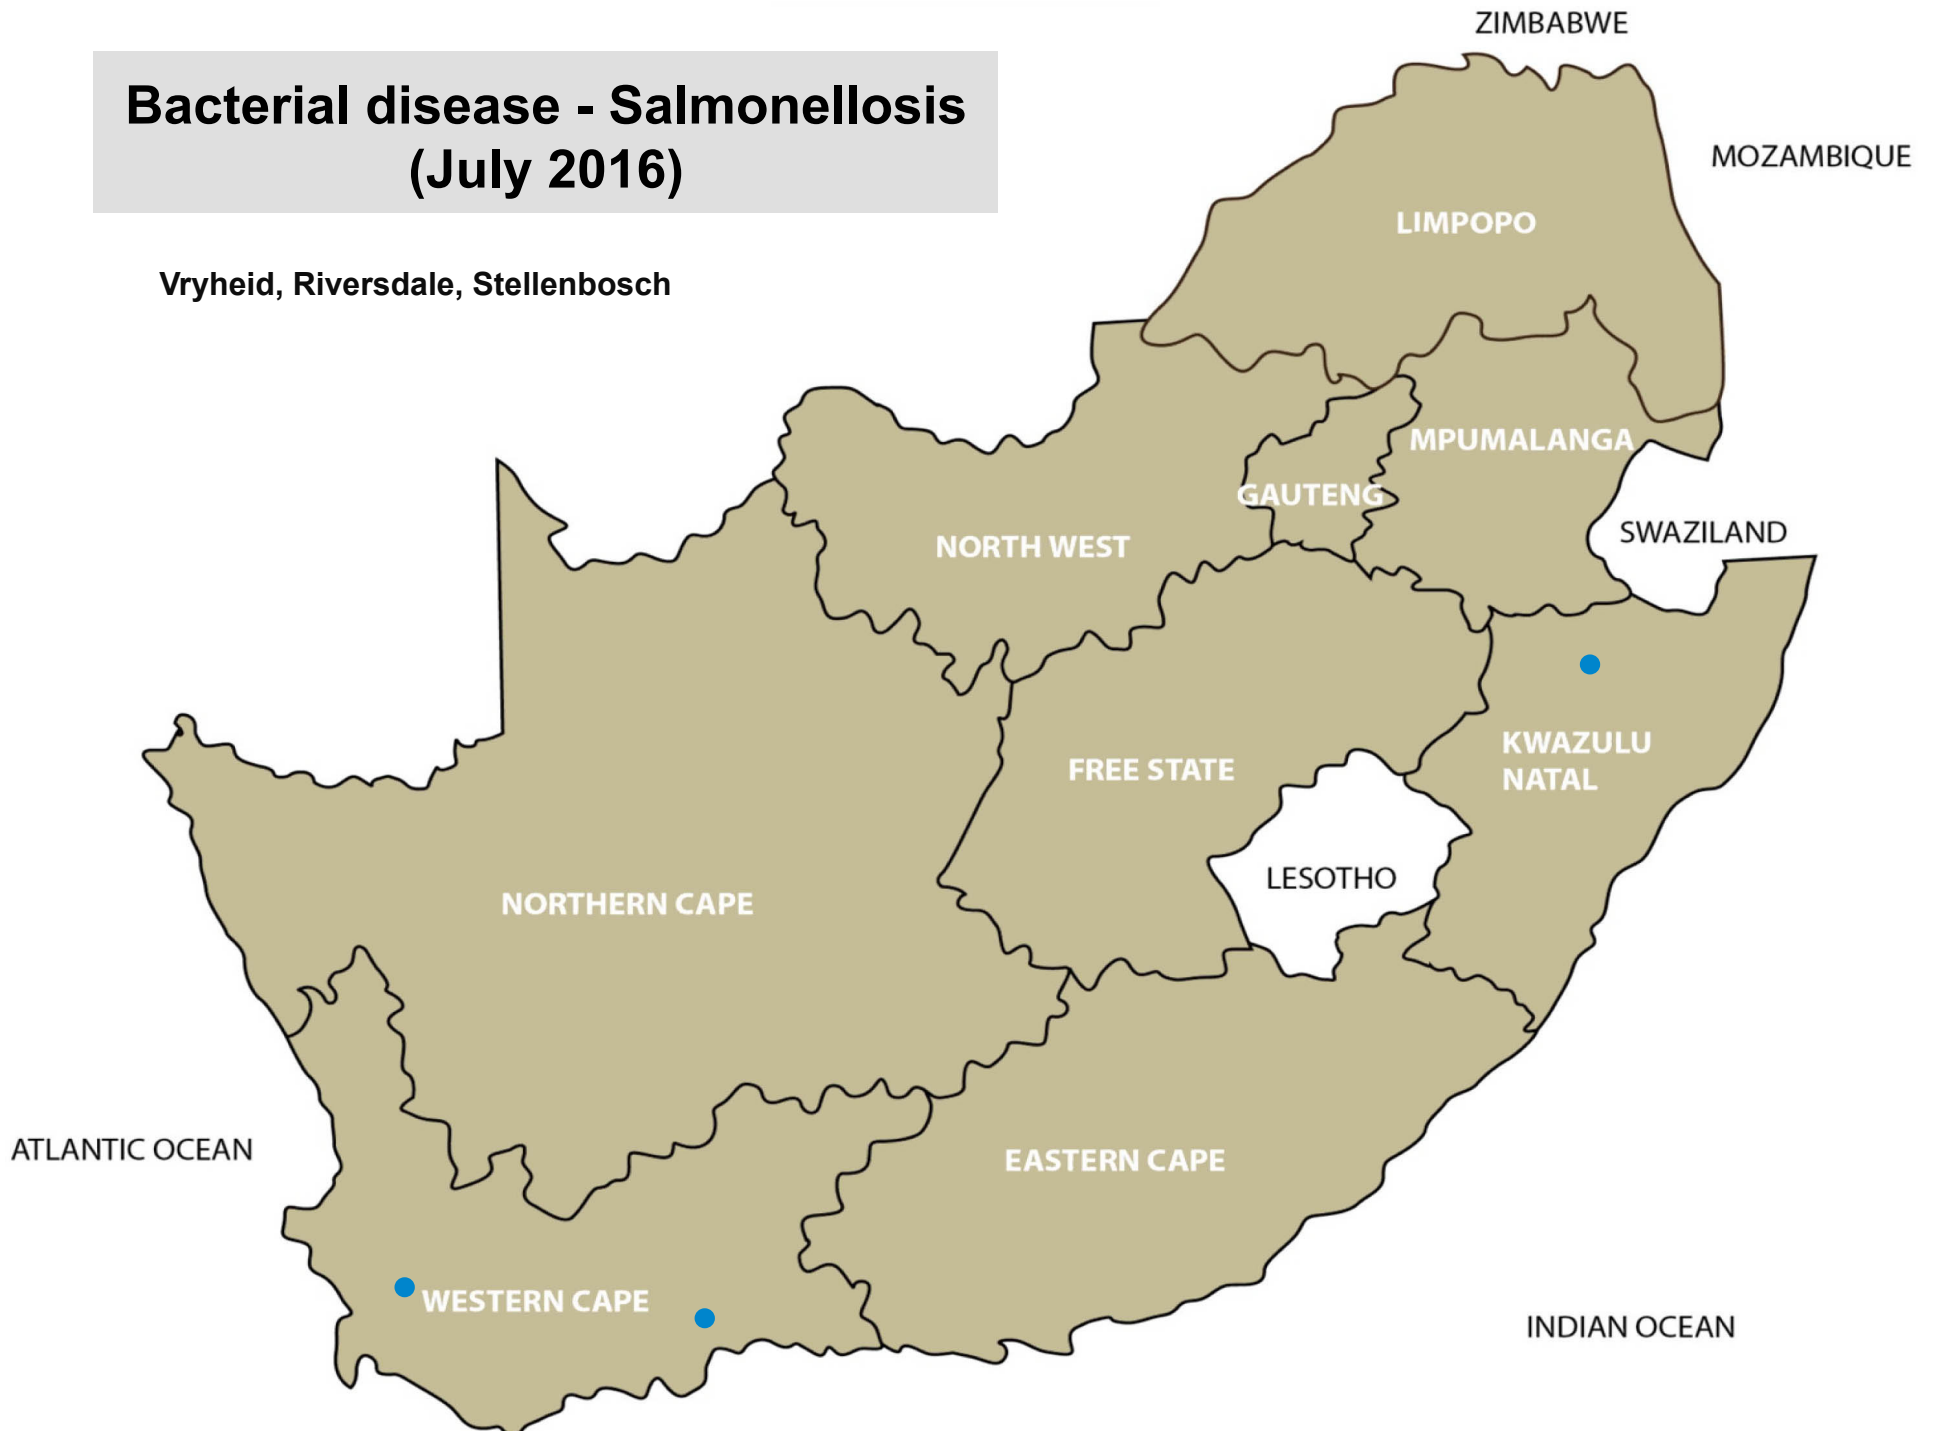 Bacterial disease - Salmonellosis
(July 2016)
Vryheid, Riversdale, Stellenbosch
ZIMBABWE
MOZAMBIQUE
LIMPOPO
MPUMALANGA
GAUTENG
NORTH WEST
SWAZILAND
KWAZULU
NATAL
FREE STATE
LESOTHO
NORTHERN CAPE
ATLANTIC OCEAN
EASTERN CAPE
WESTERN CAPE
INDIAN OCEAN